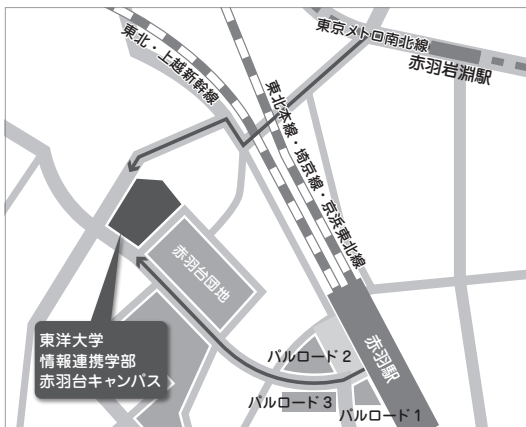 東京メトロ南北線
赤羽岩淵駅
東北・上越新幹線
東北本線・埼京線・京浜東北線
赤羽台団地
東洋大学
情報連携学部
赤羽台キャンパス
赤羽駅
パルロード2
パルロード3
パルロード1